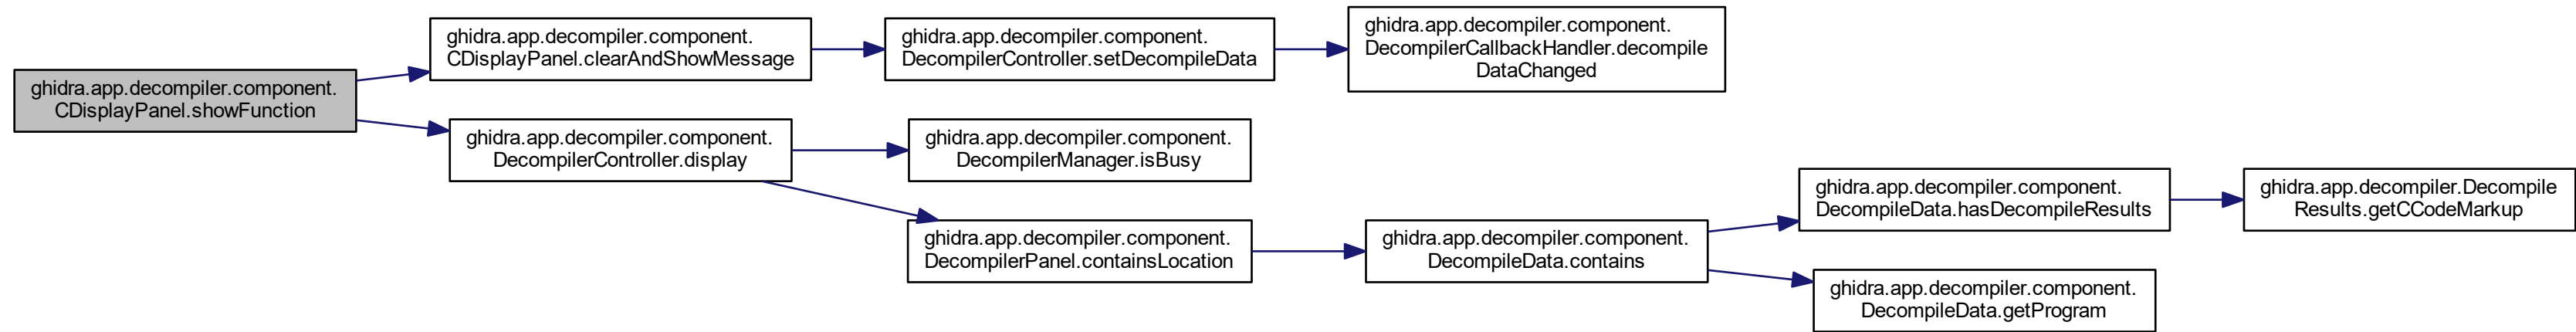 ghidra.app.decompiler.component.
CDisplayPanel.showFunction
ghidra.app.decompiler.component.
CDisplayPanel.clearAndShowMessage
ghidra.app.decompiler.component.
DecompilerController.setDecompileData
ghidra.app.decompiler.component.
DecompilerCallbackHandler.decompile
DataChanged
ghidra.app.decompiler.component.
DecompilerController.display
ghidra.app.decompiler.component.
DecompilerManager.isBusy
ghidra.app.decompiler.component.
DecompilerPanel.containsLocation
ghidra.app.decompiler.component.
DecompileData.contains
ghidra.app.decompiler.component.
DecompileData.hasDecompileResults
ghidra.app.decompiler.Decompile
Results.getCCodeMarkup
ghidra.app.decompiler.component.
DecompileData.getProgram